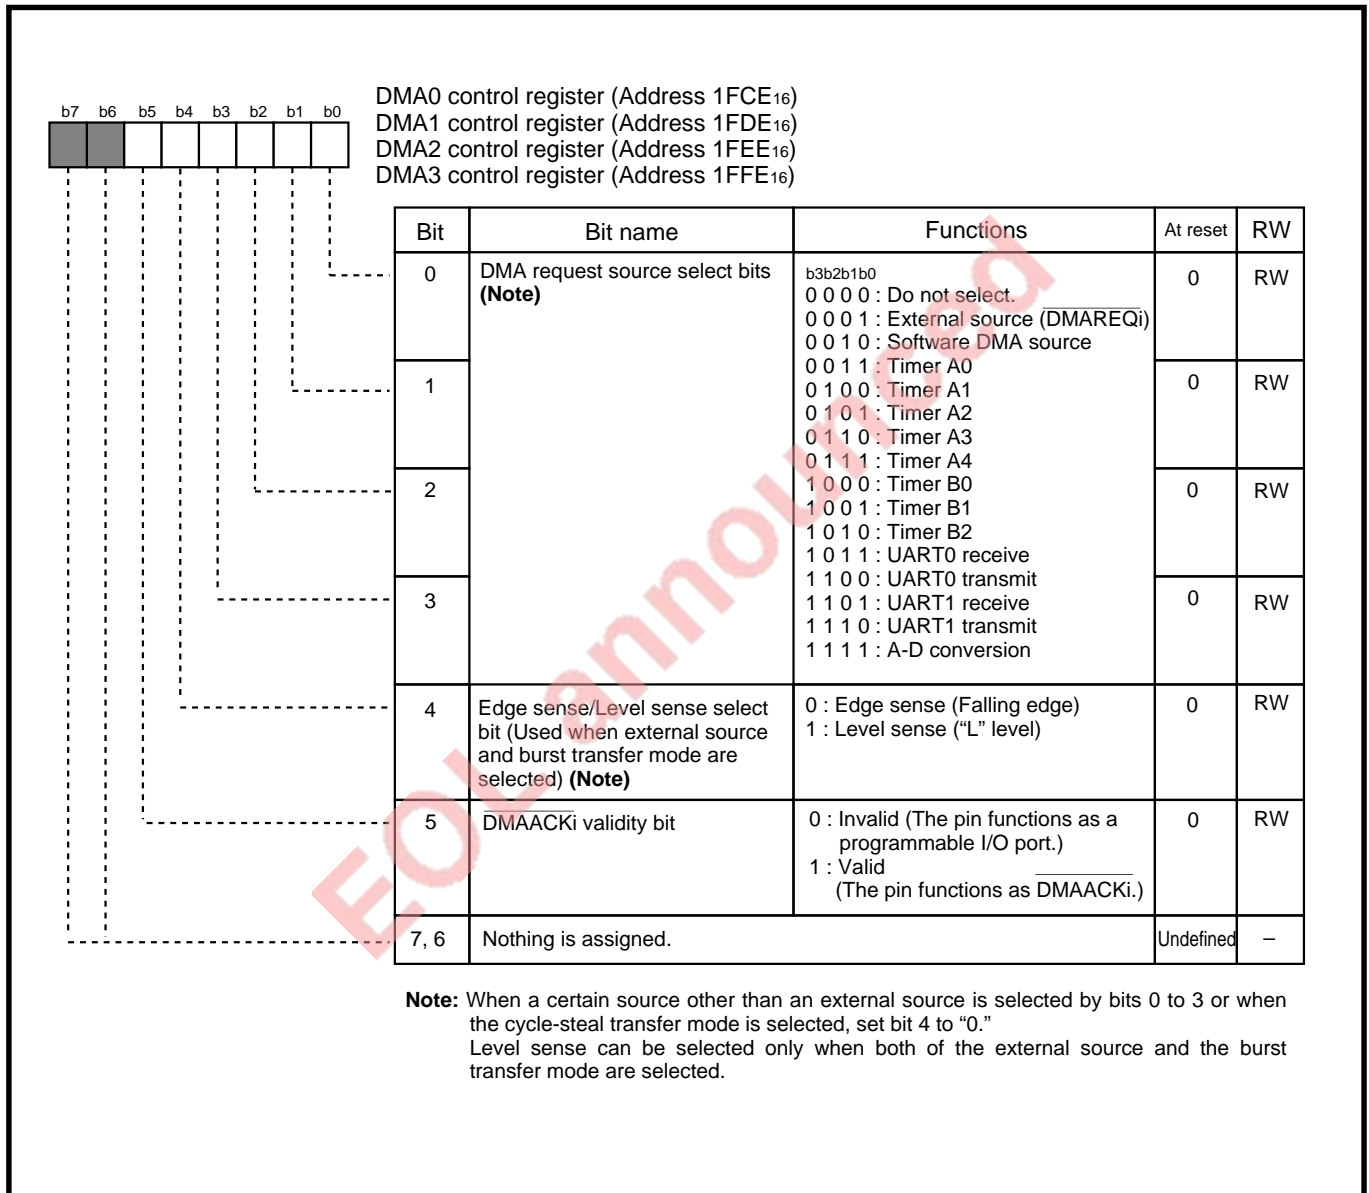 DMA0 control register (Address 1FCE16)
DMA1 control register (Address 1FDE16)
DMA2 control register (Address 1FEE16)
DMA3 control register (Address 1FFE16)
b7 b6 b5 b4 b3 b2 b1 b0
Bit Bit name Functions At reset RW
0 DMA request source select bits (Note) 0 RW
b3b2b1b0
0 0 0 0 : Do not select.
0 0 0 1 : External source (DMAREQi)
0 0 1 0 : Software DMA source
0 0 1 1 : Timer A0
1 0 RW
0 1 0 0 : Timer A1
0 1 0 1 : Timer A2
0 1 1 0 : Timer A3
0 1 1 1 : Timer A4
2 0 RW
1 0 0 0 : Timer B0
1 0 0 1 : Timer B1
1 0 1 0 : Timer B2
1 0 1 1 : UART0 receive
1 1 0 0 : UART0 transmit
3 0 RW
1 1 0 1 : UART1 receive
1 1 1 0 : UART1 transmit
1 1 1 1 : A-D conversion
4 Edge sense/Level sense select
bit (Used when external source
and burst transfer mode are
selected) (Note)
0 : Edge sense (Falling edge)
1 : Level sense (“L” level)
0 RW
5 DMAACKi validity bit
0 : Invalid (The pin functions as a
programmable I/O port.)
1 : Valid
(The pin functions as DMAACKi.)
0 RW
7, 6 Nothing is assigned. Undefined –
Note: When a certain source other than an external source is selected by bits 0 to 3 or when
the cycle-steal transfer mode is selected, set bit 4 to “0.”
Level sense can be selected only when both of the external source and the burst
transfer mode are selected.
EOL announced